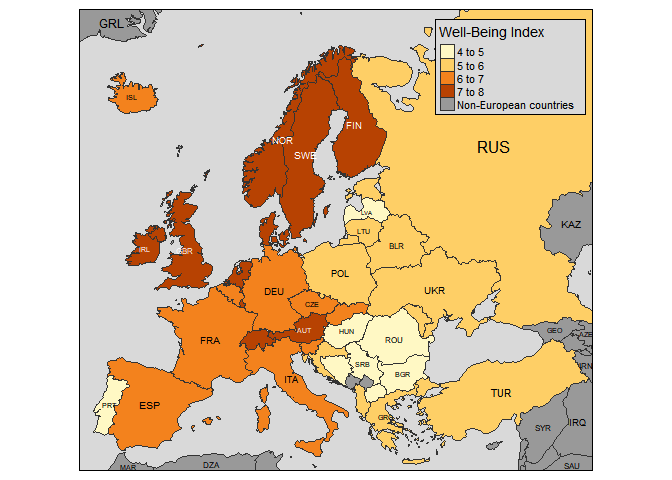 GRL
Well-Being Index
4 to 5
5 to 6
6 to 7
7 to 8
Non-European countries
ISL
NOR
FIN
SWE
RUS
KAZ
LVA
LTU
BLR
IRL
GBR
POL
DEU
UKR
CZE
AUT
HUN
FRA
ROU
GEO
AZE
SRB
BGR
IRN
ITA
TUR
PRT
ESP
GRC
IRQ
SYR
MAR
DZA
SAU